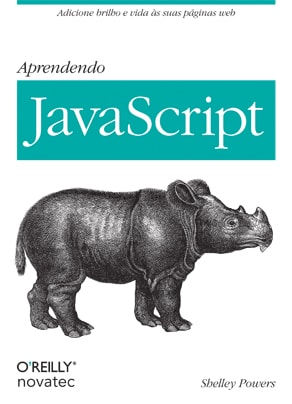 Adicione brilho e vida às suas páginas web
Aprendendo
JavaScript
O'REILLY®
novatec
Shelley Powers